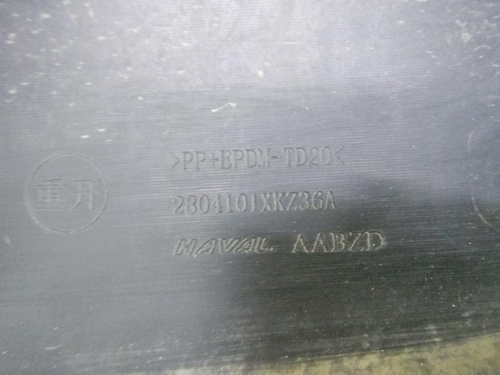 >PP+EPDM-TD20<
重开
2804101XKZ36A
HAVAL AABZD